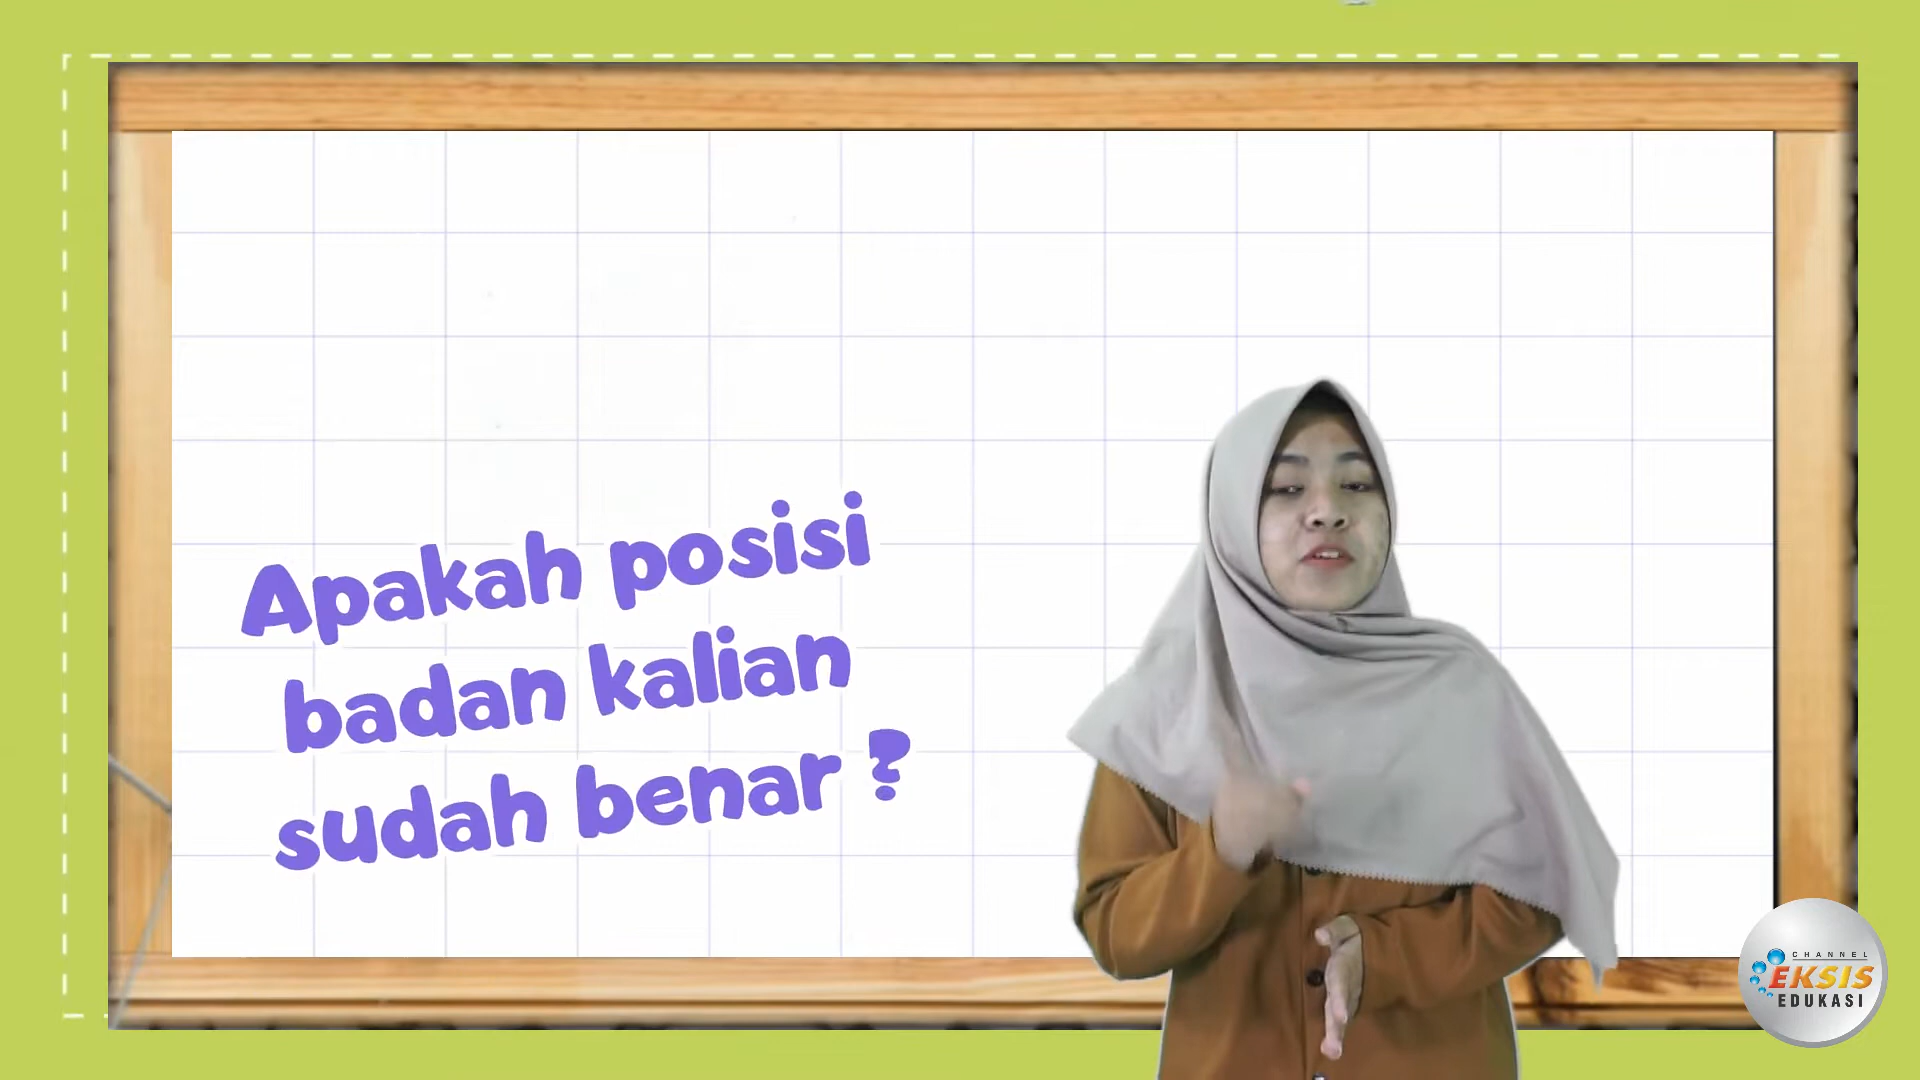 Apakah posisi
badan kalian
sudah benar ?
CHANNEL
EKSIS
EDUKASI